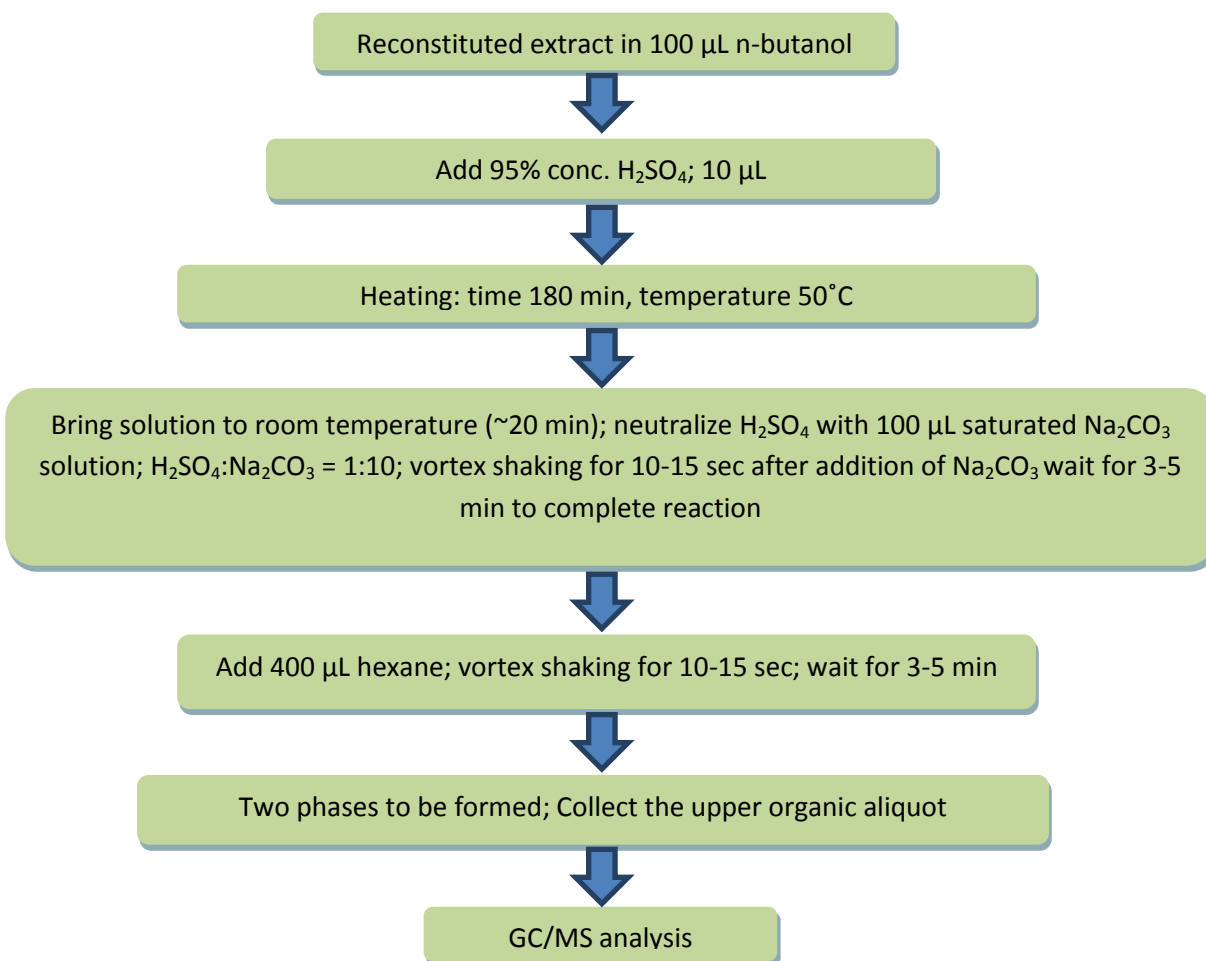 Reconstituted extract in 100 µL n-butanol
Add 95% conc. H₂SO₄; 10 µL
Heating: time 180 min, temperature 50˚C
Bring solution to room temperature (~20 min); neutralize H₂SO₄ with 100 µL saturated Na₂CO₃
solution; H₂SO₄:Na₂CO₃ = 1:10; vortex shaking for 10-15 sec after addition of Na₂CO₃ wait for 3-5
min to complete reaction
Add 400 µL hexane; vortex shaking for 10-15 sec; wait for 3-5 min
Two phases to be formed; Collect the upper organic aliquot
GC/MS analysis